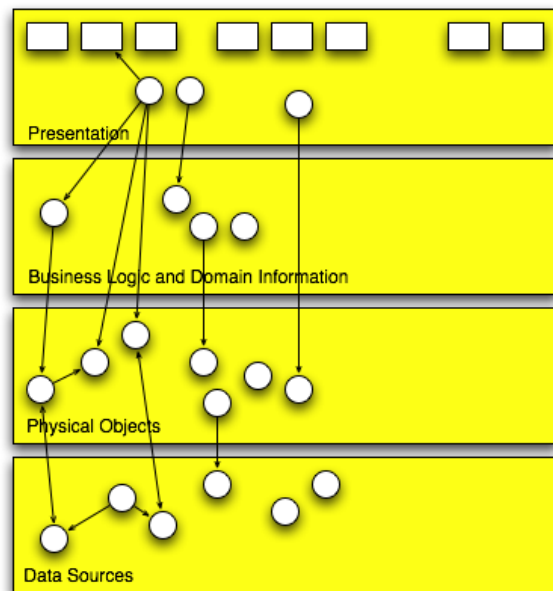 Presentation
Business Logic and Domain Information
Physical Objects
Data Sources